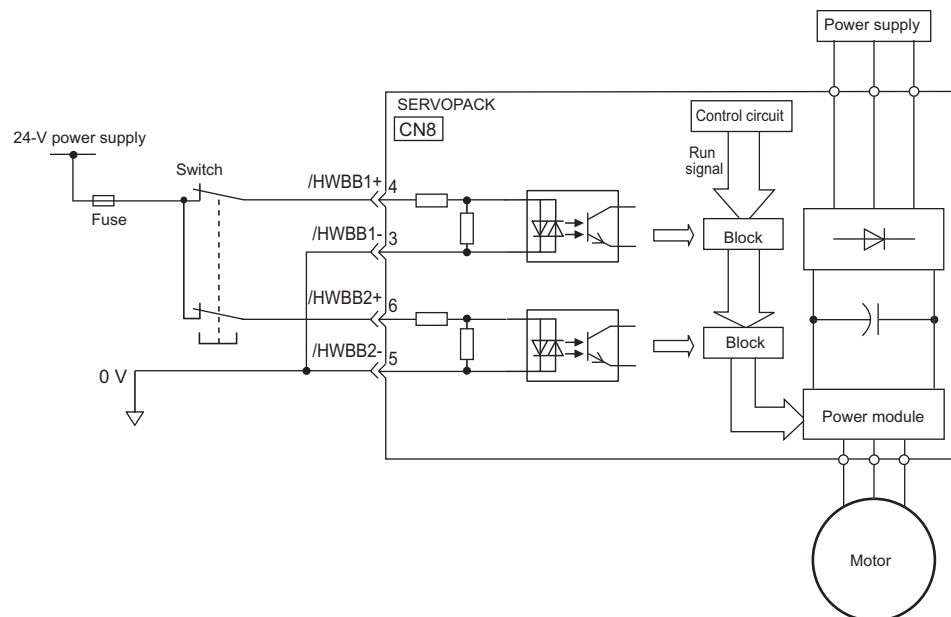 Power supply
SERVOPACK
CN8
Control circuit
24-V power supply
Run
signal
Switch
Fuse
/HWBB1+
4
/HWBB1-
3
Block
/HWBB2+
6
/HWBB2-
5
Block
0 V
Power module
Motor